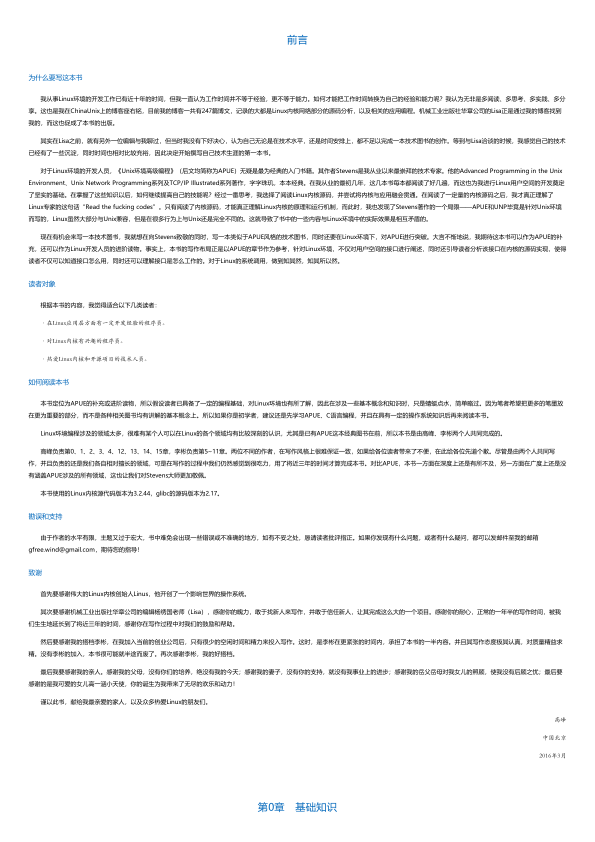 前言
为什么要写这本书
我从事Linux环境的开发工作已有近十年的时间，但我一直认为工作时间并不等于经验，更不等于能力。如何才能把工作时间转换为自己的经验和能力呢？我认为无非是多阅读、多思考、多实践、多分
享。这也是我在ChinaUnix上的博客座右铭，目前我的博客一共有247篇博文，记录的大都是Linux内核网络部分的源码分析，以及相关的应用编程。机械工业出版社华章公司的Lisa正是通过我的博客找到
我的，而这也促成了本书的出版。
其实在Lisa之前，就有另外一位编辑与我聊过，但当时我没有下好决心，认为自己无论是在技术水平，还是时间安排上，都不足以完成一本技术图书的创作。等到与Lisa洽谈的时候，我感觉自己的技术
已经有了一些沉淀，同时时间也相对比较充裕，因此决定开始撰写自己技术生涯的第一本书。
对于Linux环境的开发人员，《Unix环境高级编程》（后文均简称为APUE）无疑是最为经典的入门书籍。其作者Stevens是我从业以来最崇拜的技术专家。他的Advanced Programming in the Unix
Environment、Unix Network Programming系列及TCP/IP Illustrated系列著作，字字珠玑，本本经典。在我从业的最初几年，这几本书每本都阅读了好几遍，而这也为我进行Linux用户空间的开发奠定
了坚实的基础。在掌握了这些知识以后，如何继续提高自己的技能呢？经过一番思考，我选择了阅读Linux内核源码，并尝试将内核与应用融会贯通。在阅读了一定量的内核源码之后，我才真正理解了
Linux专家的这句话“Read the fucking codes”。只有阅读了内核源码，才能真正理解Linux内核的原理和运行机制，而此时，我也发现了Stevens著作的一个局限——APUE和UNP毕竟是针对Unix环境
而写的，Linux虽然大部分与Unix兼容，但是在很多行为上与Unix还是完全不同的。这就导致了书中的一些内容与Linux环境中的实际效果是相互矛盾的。
现在有机会来写一本技术图书，我就想在向Stevens致敬的同时，写一本类似于APUE风格的技术图书，同时还要在Linux环境下，对APUE进行突破。大言不惭地说，我期待这本书可以作为APUE的补
充，还可以作为Linux开发人员的进阶读物。事实上，本书的写作布局正是以APUE的章节作为参考，针对Linux环境，不仅对用户空间的接口进行阐述，同时还引导读者分析该接口在内核的源码实现，使得
读者不仅可以知道接口怎么用，同时还可以理解接口是怎么工作的。对于Linux的系统调用，做到知其然，知其所以然。
读者对象
根据本书的内容，我觉得适合以下几类读者：
·在Linux应用层方面有一定开发经验的程序员。
·对Linux内核有兴趣的程序员。
·热爱Linux内核和开源项目的技术人员。
如何阅读本书
本书定位为APUE的补充或进阶读物，所以假设读者已具备了一定的编程基础，对Linux环境也有所了解，因此在涉及一些基本概念和知识时，只是蜻蜓点水，简单略过。因为笔者希望把更多的笔墨放
在更为重要的部分，而不是各种相关图书均有讲解的基本概念上。所以如果你是初学者，建议还是先学习APUE、C语言编程，并且在具有一定的操作系统知识后再来阅读本书。
Linux环境编程涉及的领域太多，很难有某个人可以在Linux的各个领域均有比较深刻的认识，尤其是已有APUE这本经典图书在前，所以本书是由高峰、李彬两个人共同完成的。
高峰负责第0、1、2、3、4、12、13、14、15章，李彬负责第5~11章。两位不同的作者，在写作风格上很难保证一致，如果给各位读者带来了不便，在此给各位先道个歉。尽管是由两个人共同写
作，并且负责的还是我们各自相对擅长的领域，可是在写作的过程中我们仍然感觉到很吃力，用了将近三年的时间才算完成本书。对比APUE，本书一方面在深度上还是有所不及，另一方面在广度上还是没
有涵盖APUE涉及的所有领域，这也让我们对Stevens大师更加敬佩。
本书使用的Linux内核源代码版本为3.2.44，glibc的源码版本为2.17。
勘误和支持
由于作者的水平有限，主题又过于宏大，书中难免会出现一些错误或不准确的地方，如有不妥之处，恳请读者批评指正。如果你发现有什么问题，或者有什么疑问，都可以发邮件至我的邮箱
gfree.wind@gmail.com，期待您的指导！
致谢
首先要感谢伟大的Linux内核创始人Linus，他开创了一个影响世界的操作系统。
其次要感谢机械工业出版社华章公司的编辑杨绣国老师（Lisa），感谢你的魄力，敢于找新人来写作，并敢于信任新人，让其完成这么大的一个项目。感谢你的耐心，正常的一年半的写作时间，被我
们生生地延长到了将近三年的时间，感谢你在写作过程中对我们的鼓励和帮助。
然后要感谢我的搭档李彬，在我加入当前的创业公司后，只有很少的空闲时间和精力来投入写作。这时，是李彬在更紧张的时间内，承担了本书的一半内容，并且其写作态度极其认真，对质量精益求
精。没有李彬的加入，本书很可能就半途而废了。再次感谢李彬，我的好搭档。
最后我要感谢我的亲人。感谢我的父母，没有你们的培养，绝没有我的今天；感谢我的妻子，没有你的支持，就没有我事业上的进步；感谢我的岳父岳母对我女儿的照顾，使我没有后顾之忧；最后要
感谢的是我可爱的女儿高一涵小天使，你的诞生为我带来了无尽的欢乐和动力！
谨以此书，献给我最亲爱的家人，以及众多热爱Linux的朋友们。
高峰
中国北京
2016年3月
第0章 基础知识